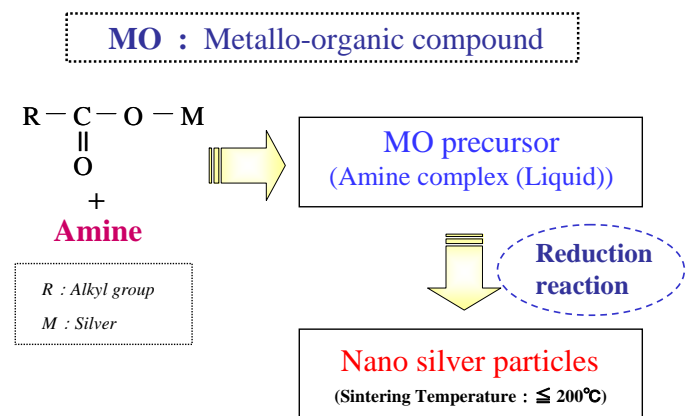 MO : Metallo-organic compound
R － C － O － M
||
O
+
Amine
R : Alkyl group
M : Silver
MO precursor
(Amine complex (Liquid))
Reduction
reaction
Nano silver particles
(Sintering Temperature : ≦ 200℃)